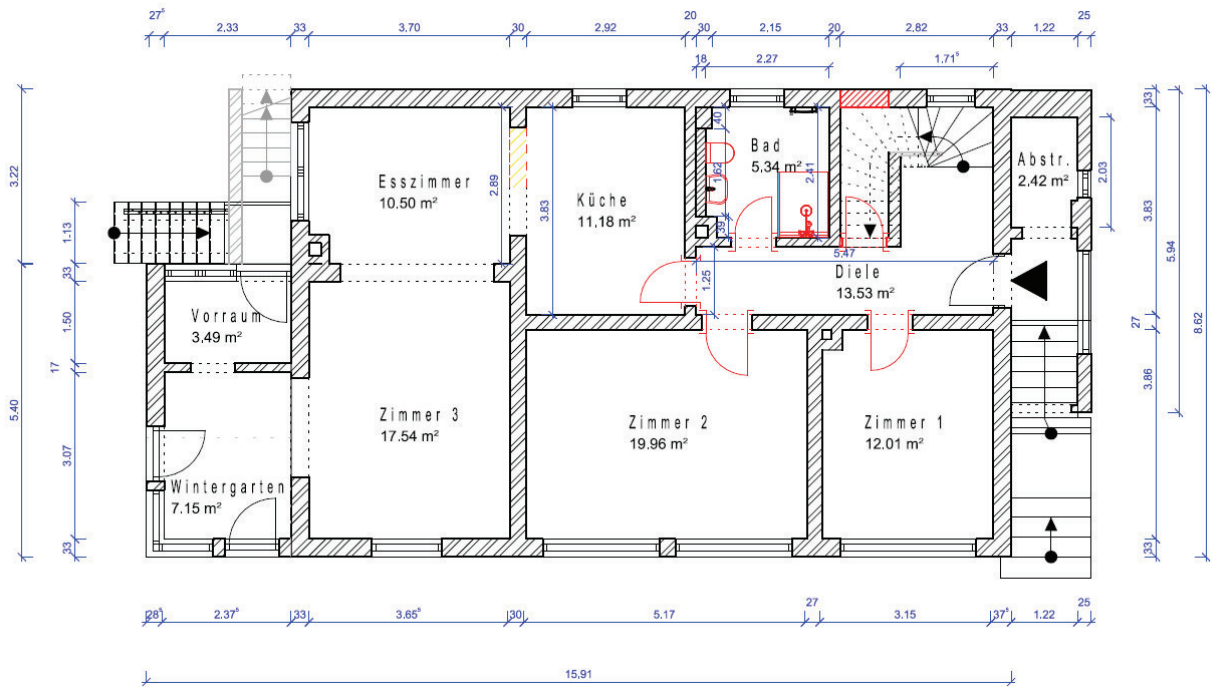 27⁵ 2,33 33 3.70 30 2.92 20 30 2,15 20 2,82 33 1,22 25
18 2.27 1.71⁵
3.22
1.13
33
1.50
17
3.07
33
5.40
Esszimmer
10.50 m²
2.89
3.83
Küche
11,18 m²
40
1.62
39
Bad
5.34 m²
2.41
Abstr.
2.42 m²
2.03
33
3.83
27
3.86
33
5.94
8.62
5.47
1.25
Diele
13.53 m²
Vorraum
3.49 m²
Zimmer 3
17.54 m²
Zimmer 2
19.96 m²
Zimmer 1
12.01 m²
Wintergarten
7.15 m²
28⁵ 2.37⁵ 33 3.65⁵ 30 5.17 27 3.15 37⁵ 1.22 25
15,91